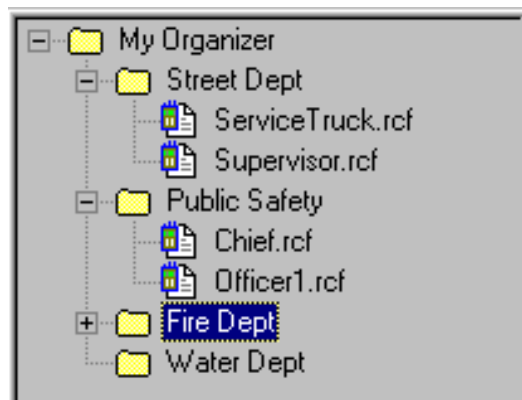 My Organizer
Street Dept
ServiceTruck.rcf
Supervisor.rcf
Public Safety
Chief.rcf
Officer1.rcf
Fire Dept
Water Dept